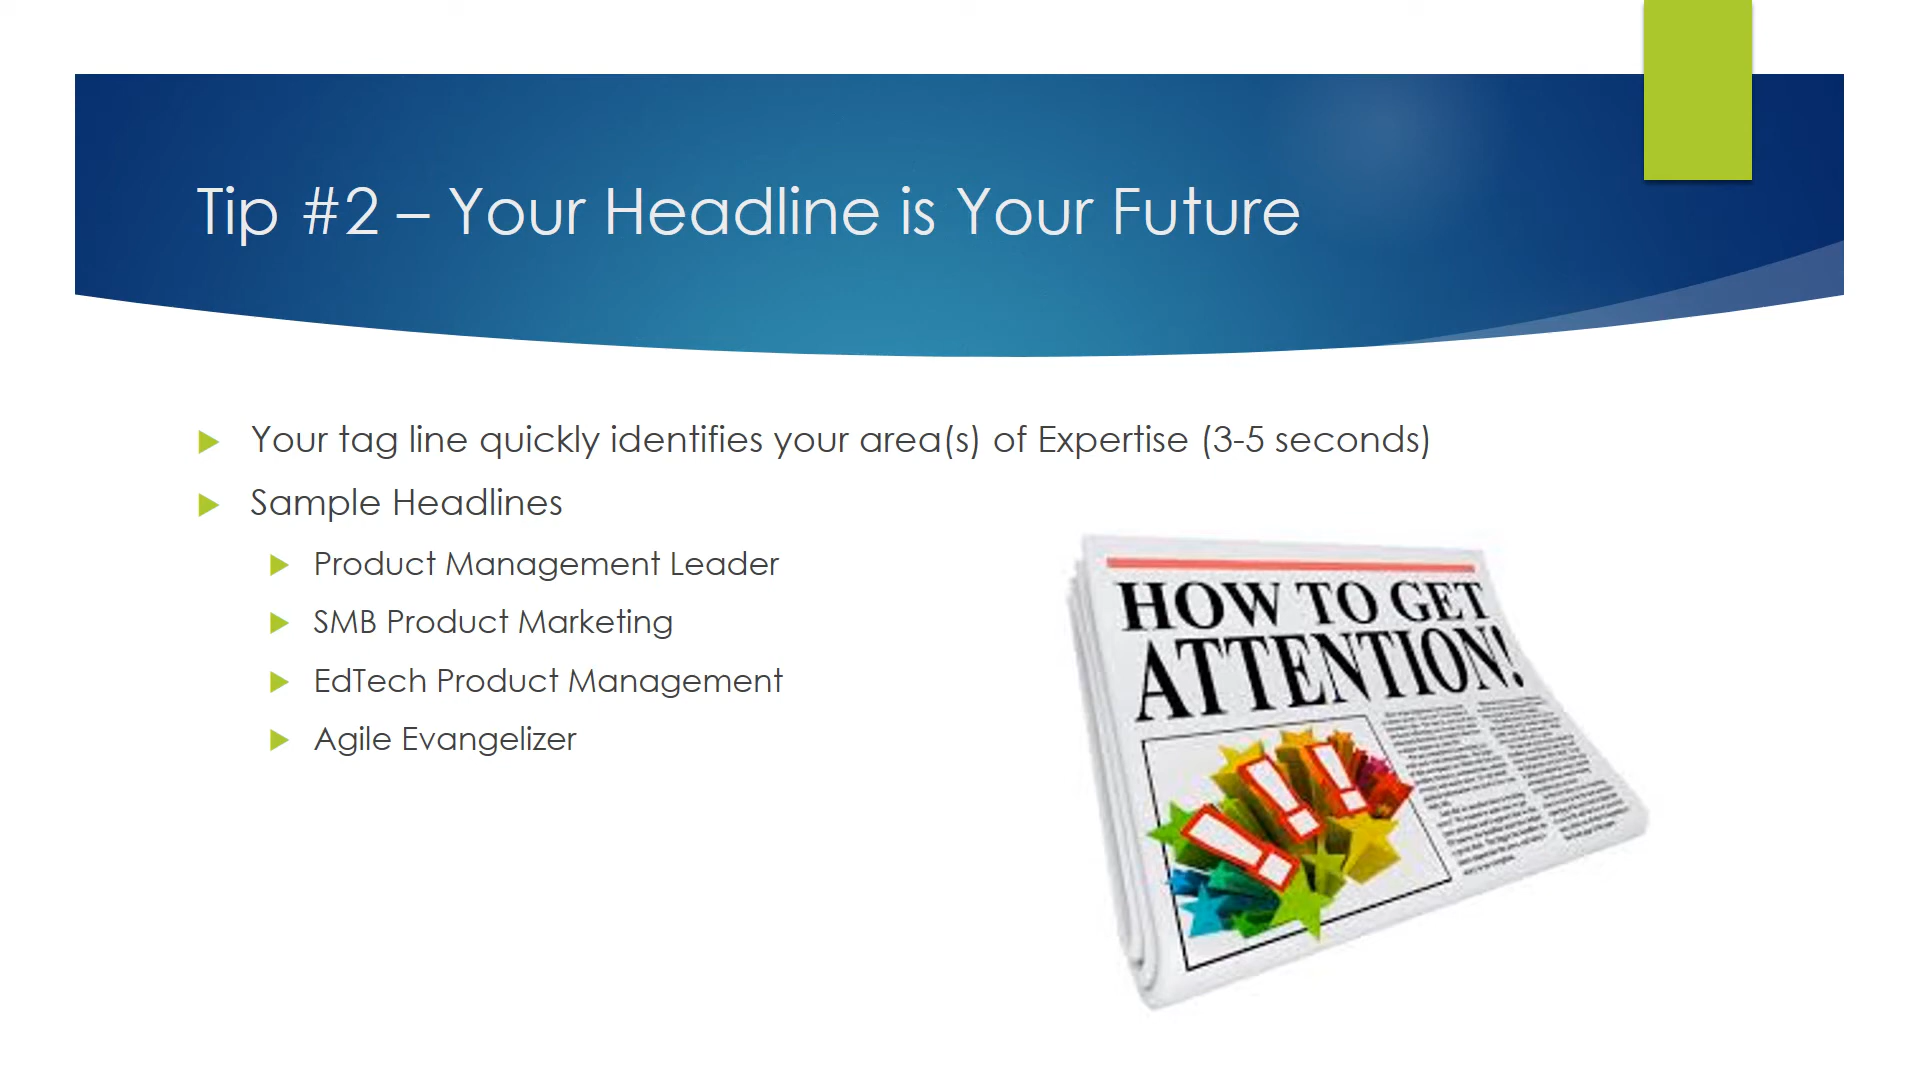 Tip #2 – Your Headline is Your Future
Your tag line quickly identifies your area(s) of Expertise (3-5 seconds)
Sample Headlines
Product Management Leader
SMB Product Marketing
EdTech Product Management
Agile Evangelizer
HOW TO GET
ATTENTION!